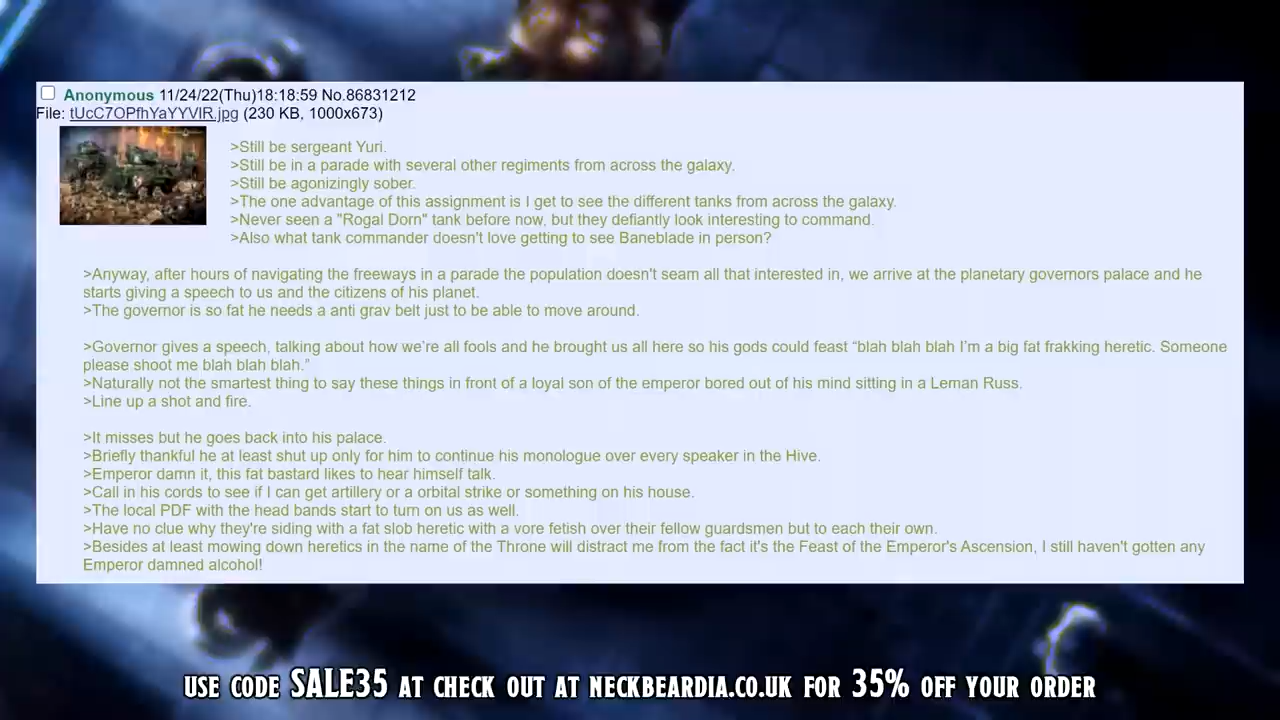 Anonymous 11/24/22(Thu)18:18:59 No.86831212
File: tUcC7OPfhYaYYVIR.jpg (230 KB, 1000x673)
>Still be sergeant Yuri.
>Still be in a parade with several other regiments from across the galaxy.
>Still be agonizingly sober.
>The one advantage of this assignment is I get to see the different tanks from across the galaxy.
>Never seen a "Rogal Dorn" tank before now, but they defiantly look interesting to command.
>Also what tank commander doesn't love getting to see Baneblade in person?
>Anyway, after hours of navigating the freeways in a parade the population doesn't seam all that interested in, we arrive at the planetary governors palace and he
starts giving a speech to us and the citizens of his planet.
>The governor is so fat he needs a anti grav belt just to be able to move around.
>Governor gives a speech, talking about how we’re all fools and he brought us all here so his gods could feast “blah blah blah I’m a big fat frakking heretic. Someone
please shoot me blah blah blah.”
>Naturally not the smartest thing to say these things in front of a loyal son of the emperor bored out of his mind sitting in a Leman Russ.
>Line up a shot and fire.
>It misses but he goes back into his palace.
>Briefly thankful he at least shut up only for him to continue his monologue over every speaker in the Hive.
>Emperor damn it, this fat bastard likes to hear himself talk.
>Call in his cords to see if I can get artillery or a orbital strike or something on his house.
>The local PDF with the head bands start to turn on us as well.
>Have no clue why they're siding with a fat slob heretic with a vore fetish over their fellow guardsmen but to each their own.
>Besides at least mowing down heretics in the name of the Throne will distract me from the fact it's the Feast of the Emperor's Ascension, I still haven't gotten any
Emperor damned alcohol!
USE CODE SALE35 AT CHECK OUT AT NECKBEARDIA.CO.UK FOR 35% OFF YOUR ORDER